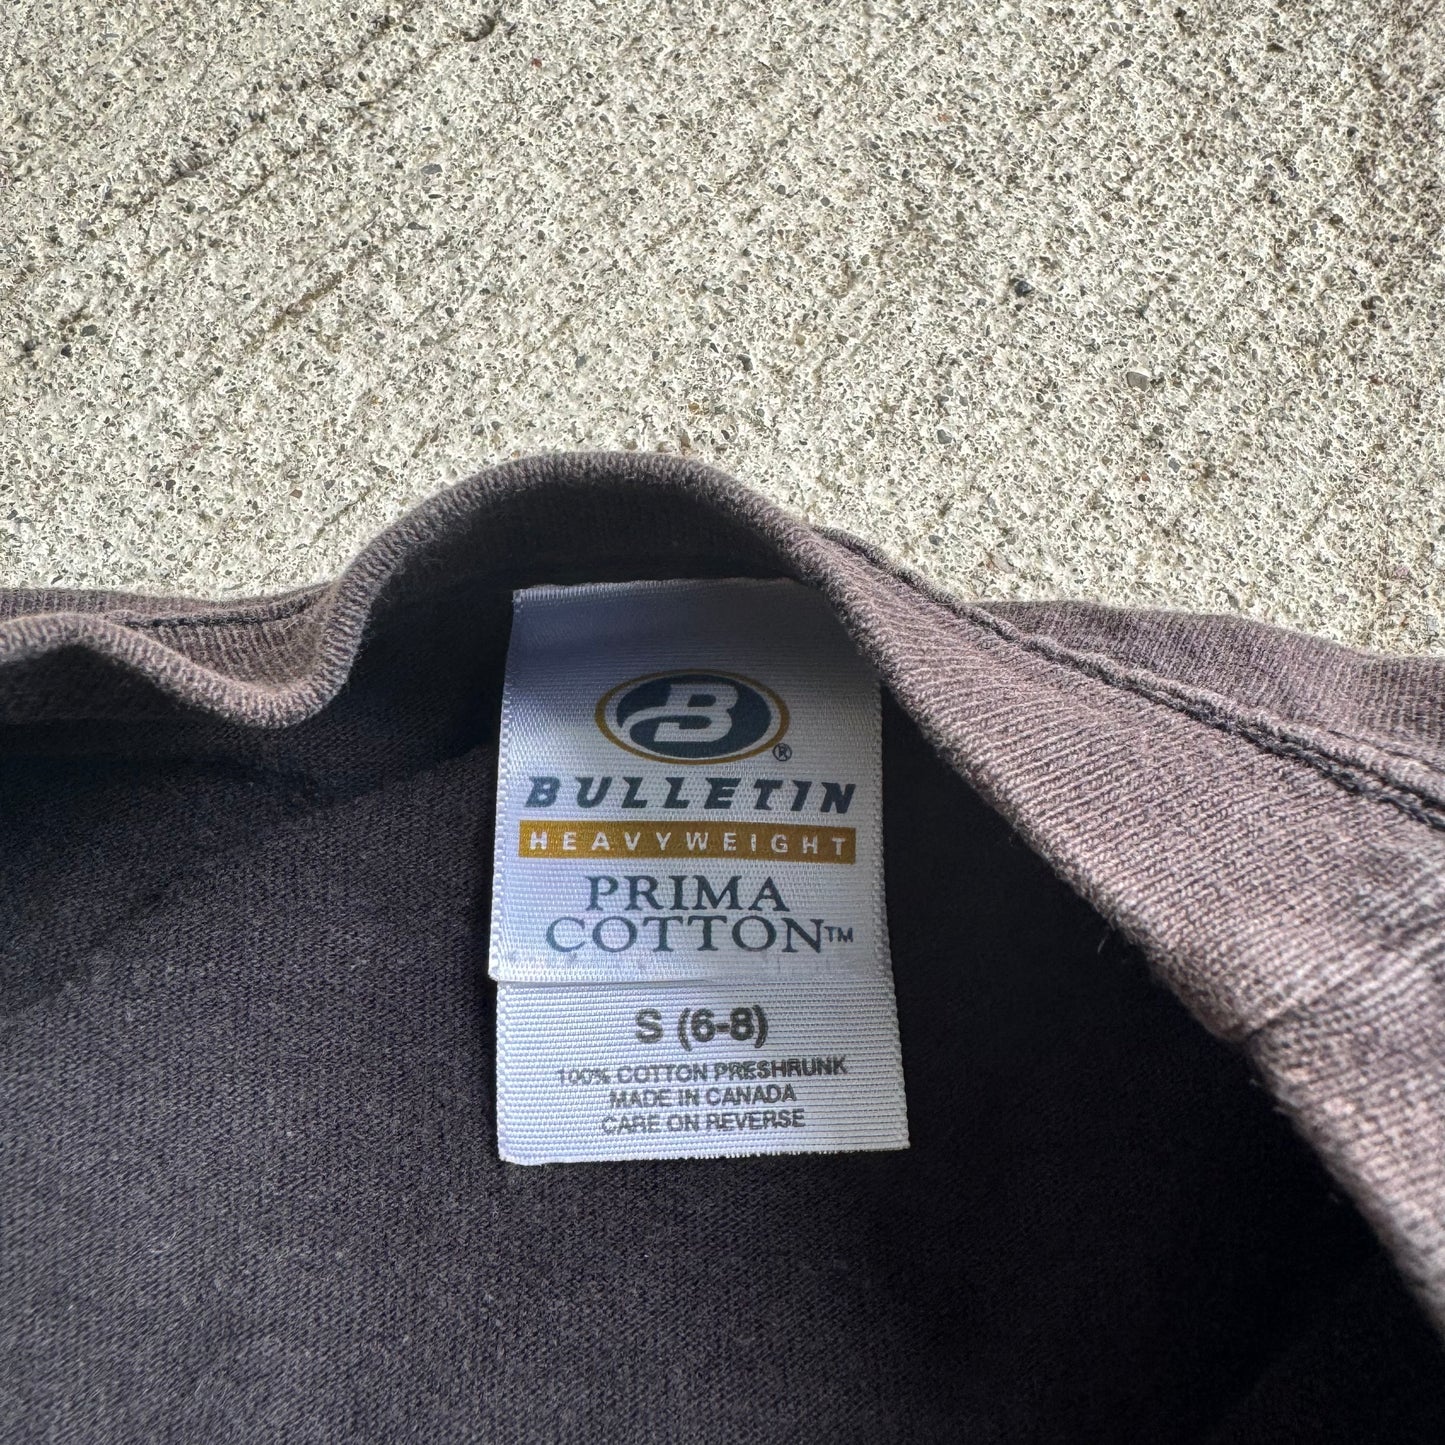 B ®
BULLETIN
HEAVYWEIGHT
PRIMA
COTTON™
S (6-8)
100% COTTON PRESHRUNK
MADE IN CANADA
CARE ON REVERSE